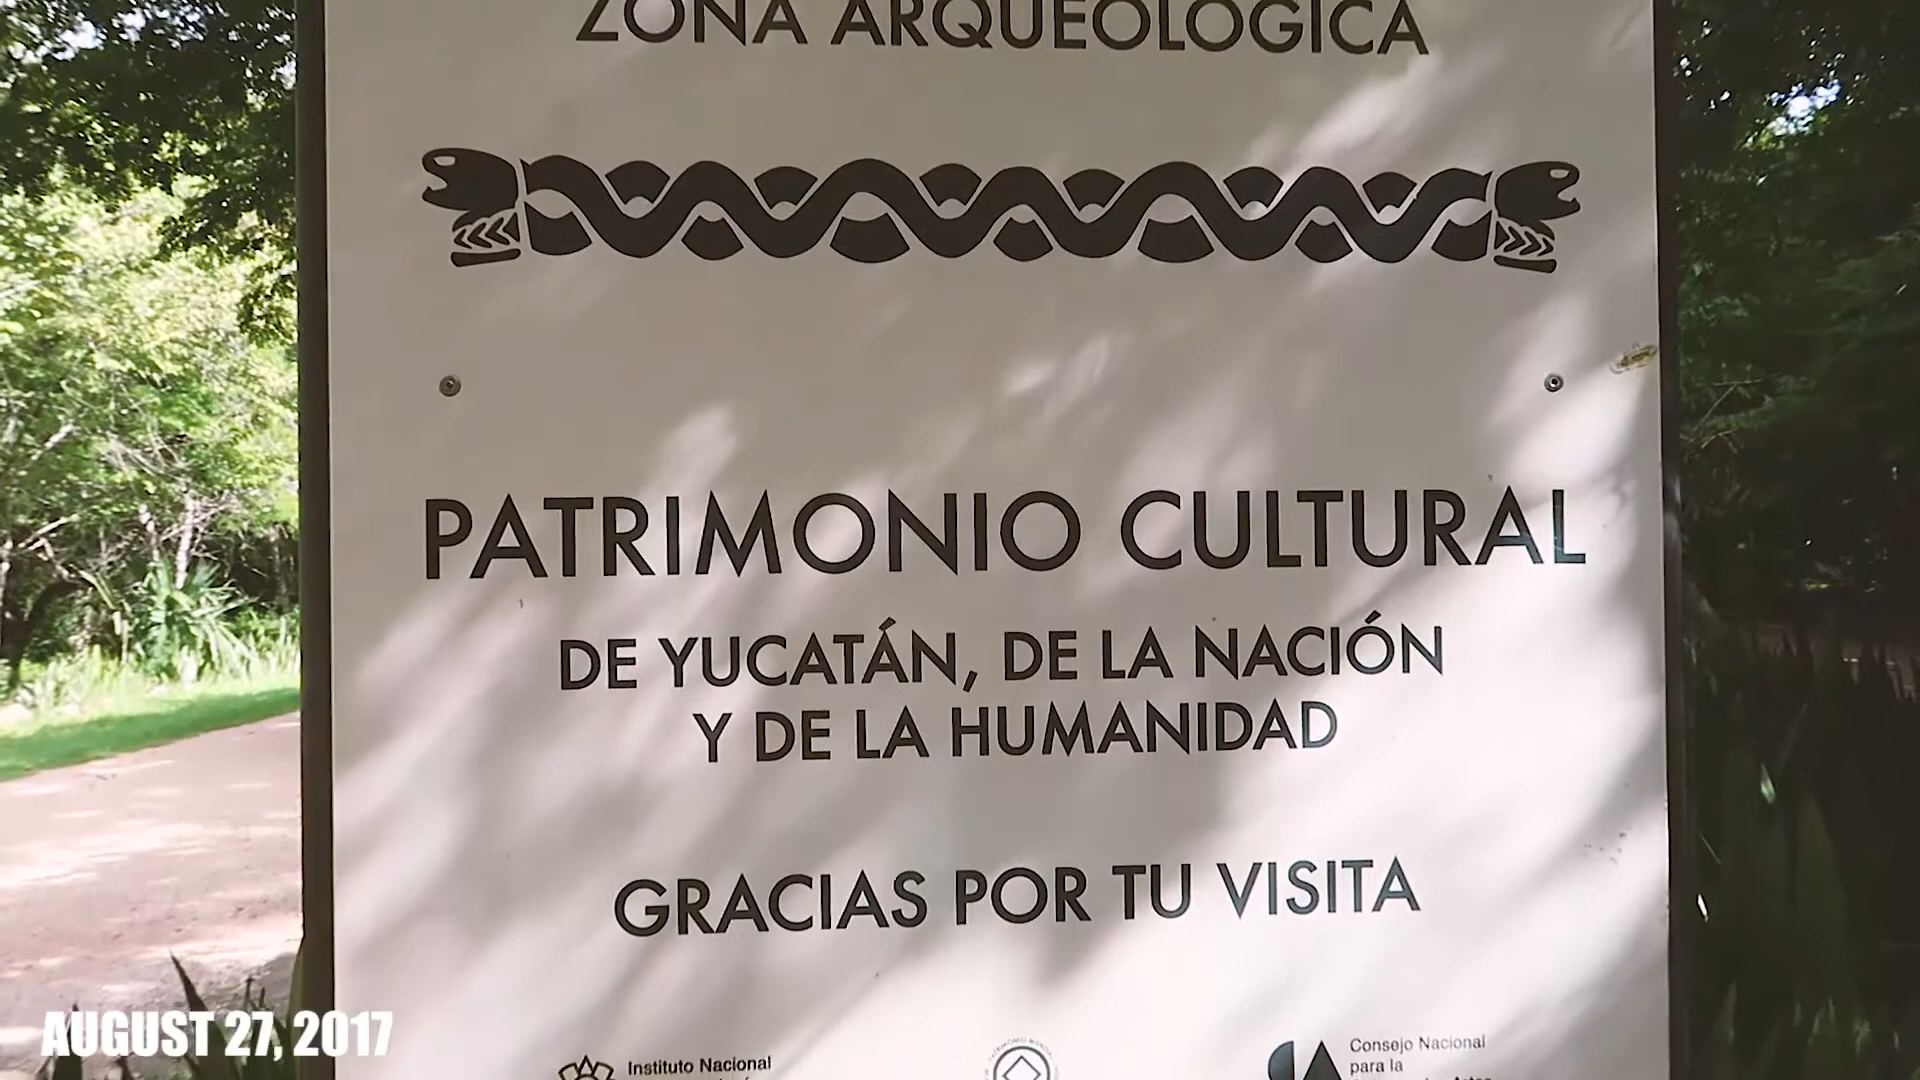 ZONA ARQUEOLÓGICA
PATRIMONIO CULTURAL
DE YUCATÁN, DE LA NACIÓN
Y DE LA HUMANIDAD
GRACIAS POR TU VISITA
Instituto Nacional
Consejo Nacional
para la
AUGUST 27, 2017